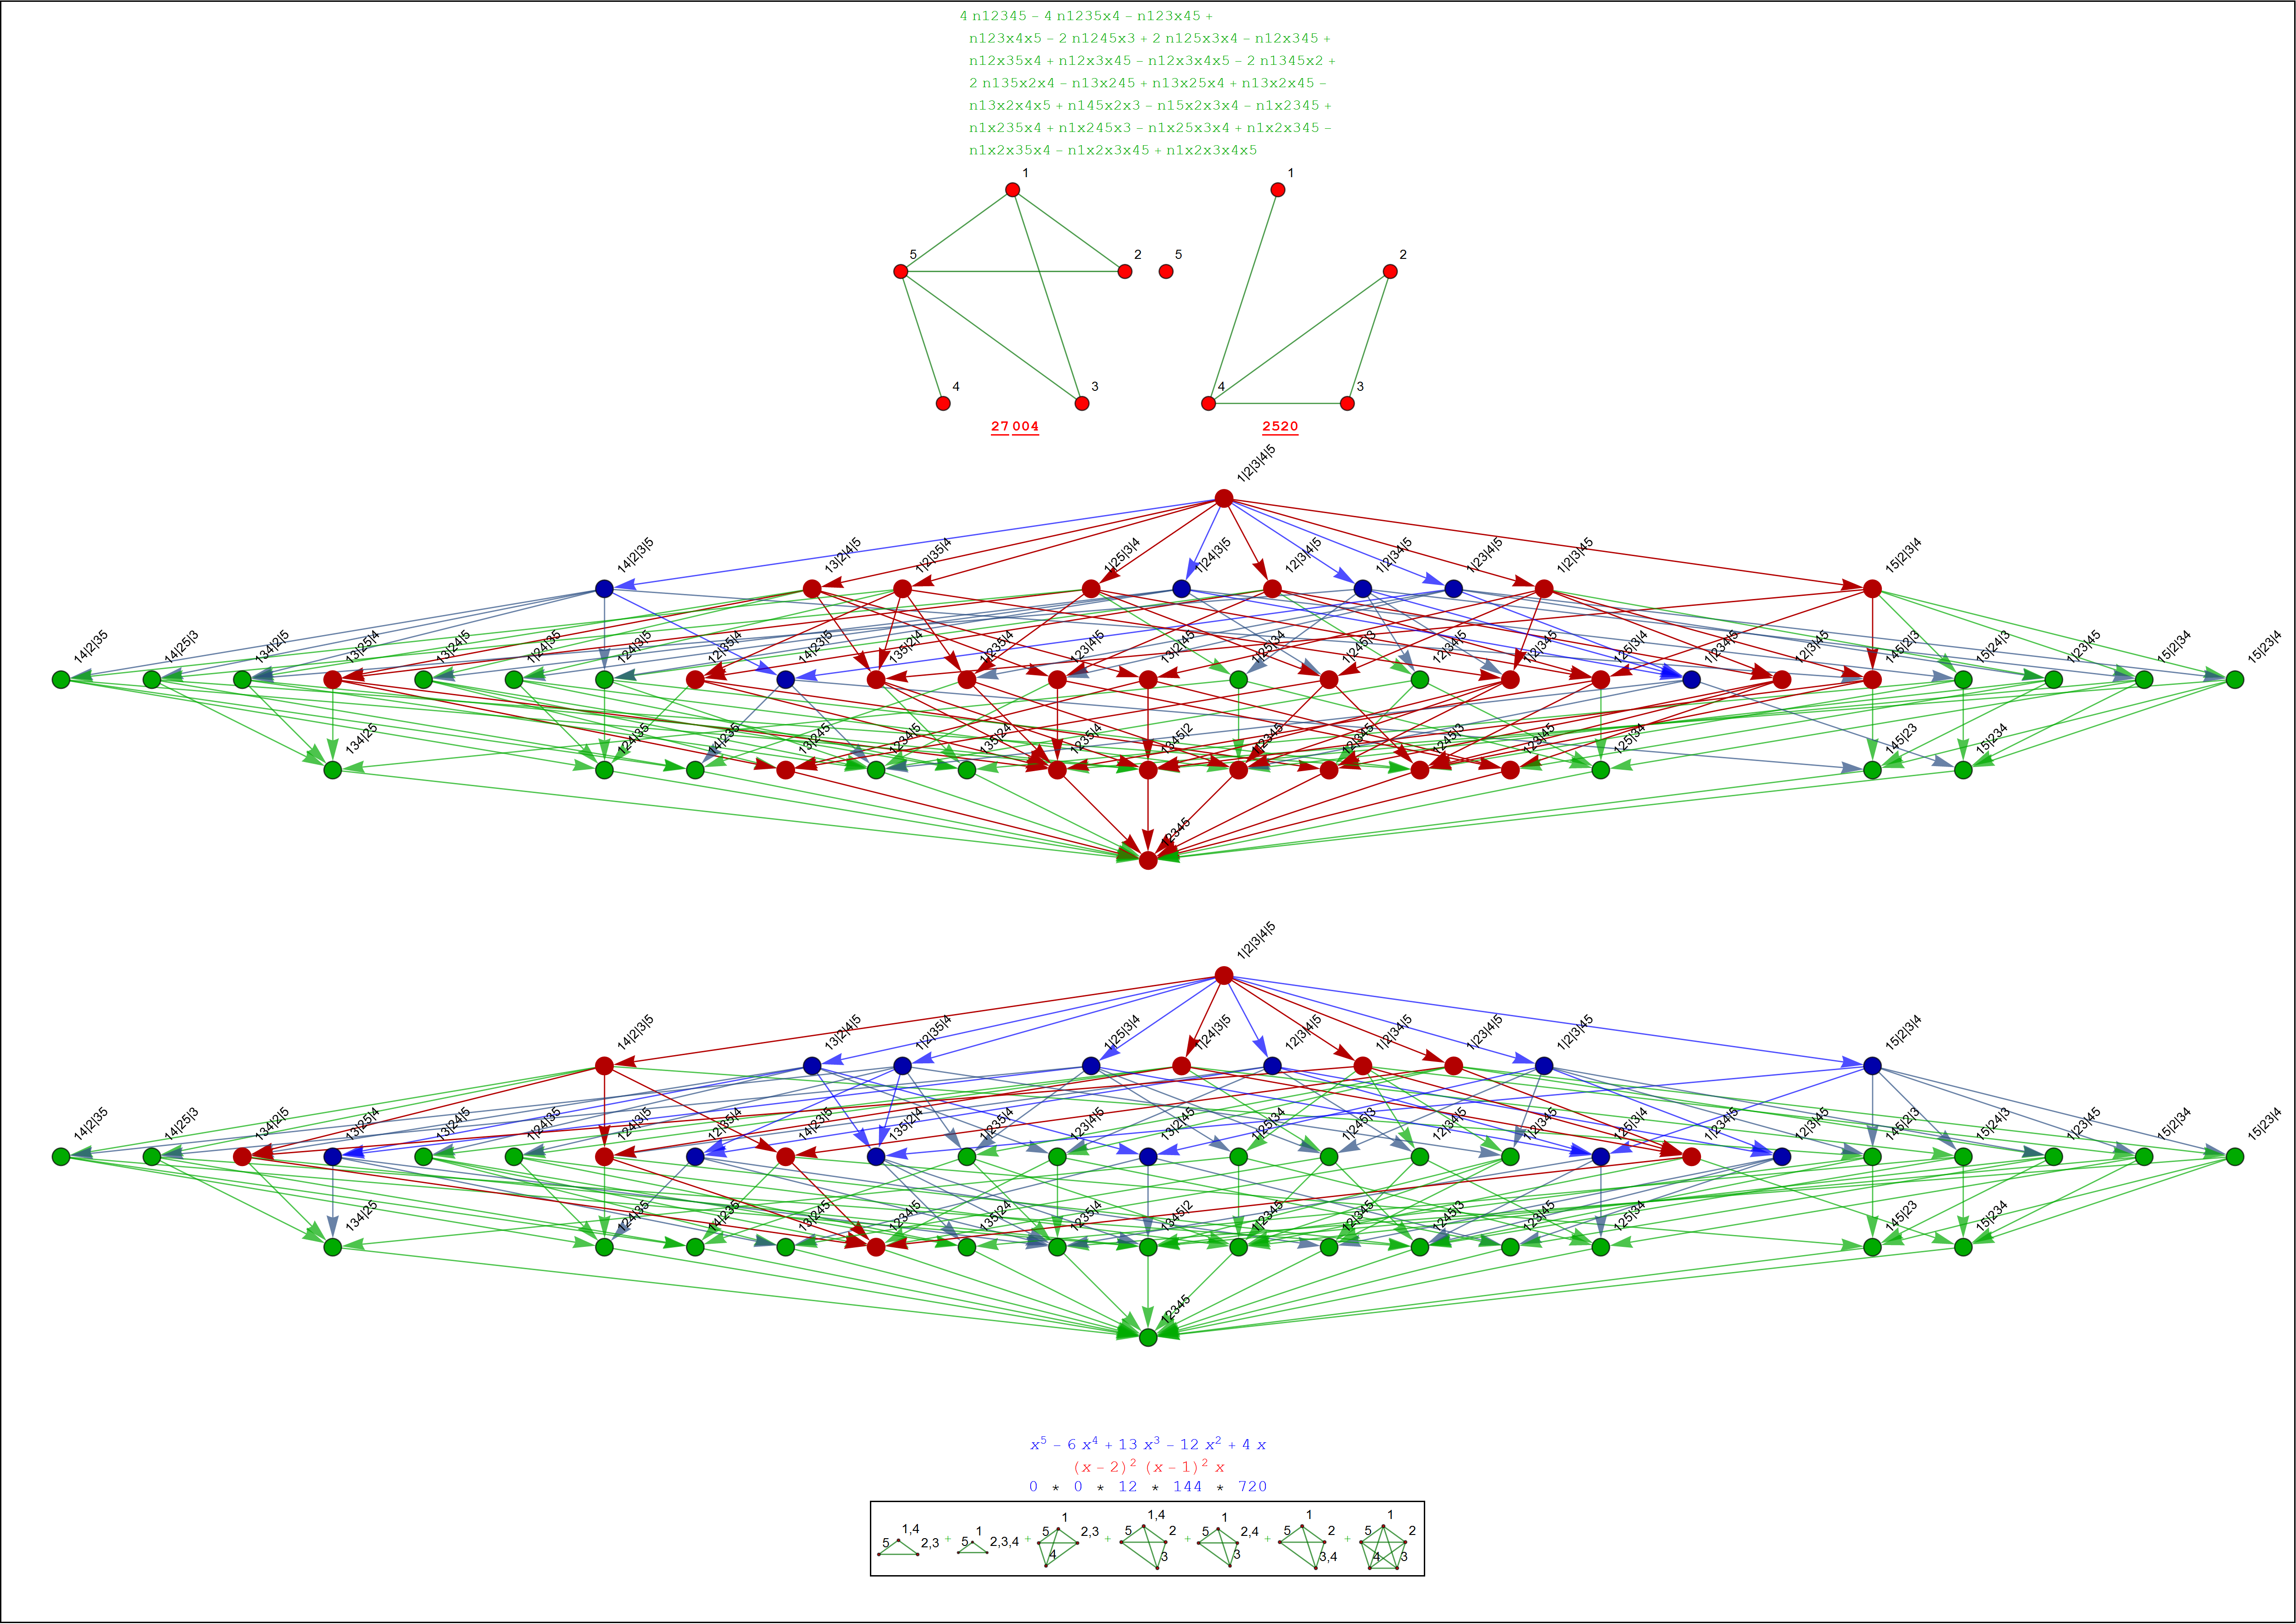 4 n12345 – 4 n1235x4 – n123x45 +
n123x4x5 – 2 n1245x3 + 2 n125x3x4 – n12x345 +
n12x35x4 + n12x3x45 – n12x3x4x5 – 2 n1345x2 +
2 n135x2x4 – n13x245 + n13x25x4 + n13x2x45 –
n13x2x4x5 + n145x2x3 – n15x2x3x4 – n1x2345 +
n1x235x4 + n1x245x3 – n1x25x3x4 + n1x2x345 –
n1x2x35x4 – n1x2x3x45 + n1x2x3x4x5
1 1
5 2 5 2
4 3 4 3
27 004 2520
1|2|3|4|5
14|2|3|5 13|2|4|5 1|2|35|4 1|25|3|4 1|24|3|5 12|3|4|5 1|2|34|5 1|23|4|5 1|2|3|45 15|2|3|4
14|2|35 14|25|3 134|2|5 13|25|4 13|24|5 1|24|35 124|3|5 12|35|4 14|23|5 135|2|4 1|235|4 123|4|5 13|2|45 1|25|34 1|245|3 12|34|5 1|2|345 125|3|4 1|234|5 12|3|45 145|2|3 15|24|3 1|23|45 15|2|34 15|23|4
134|25 124|35 14|235 13|245 1234|5 135|24 1235|4 1345|2 1|2345 12|345 1245|3 123|45 125|34 145|23 15|234
12345
1|2|3|4|5
14|2|3|5 13|2|4|5 1|2|35|4 1|25|3|4 1|24|3|5 12|3|4|5 1|2|34|5 1|23|4|5 1|2|3|45 15|2|3|4
14|2|35 14|25|3 134|2|5 13|25|4 13|24|5 1|24|35 124|3|5 12|35|4 14|23|5 135|2|4 1|235|4 123|4|5 13|2|45 1|25|34 1|245|3 12|34|5 1|2|345 125|3|4 1|234|5 12|3|45 145|2|3 15|24|3 1|23|45 15|2|34 15|23|4
134|25 124|35 14|235 13|245 1234|5 135|24 1235|4 1345|2 1|2345 12|345 1245|3 123|45 125|34 145|23 15|234
12345
x⁵ – 6 x⁴ + 13 x³ – 12 x² + 4 x
(x – 2)² (x – 1)² x
0 * 0 * 12 * 144 * 720
5 1,4 2,3 + 5 1 2,3,4 + 5 1 2,3 4 + 5 1,4 2 3 + 5 1 2,4 3 + 5 1 2 3,4 + 5 1 2 4 3